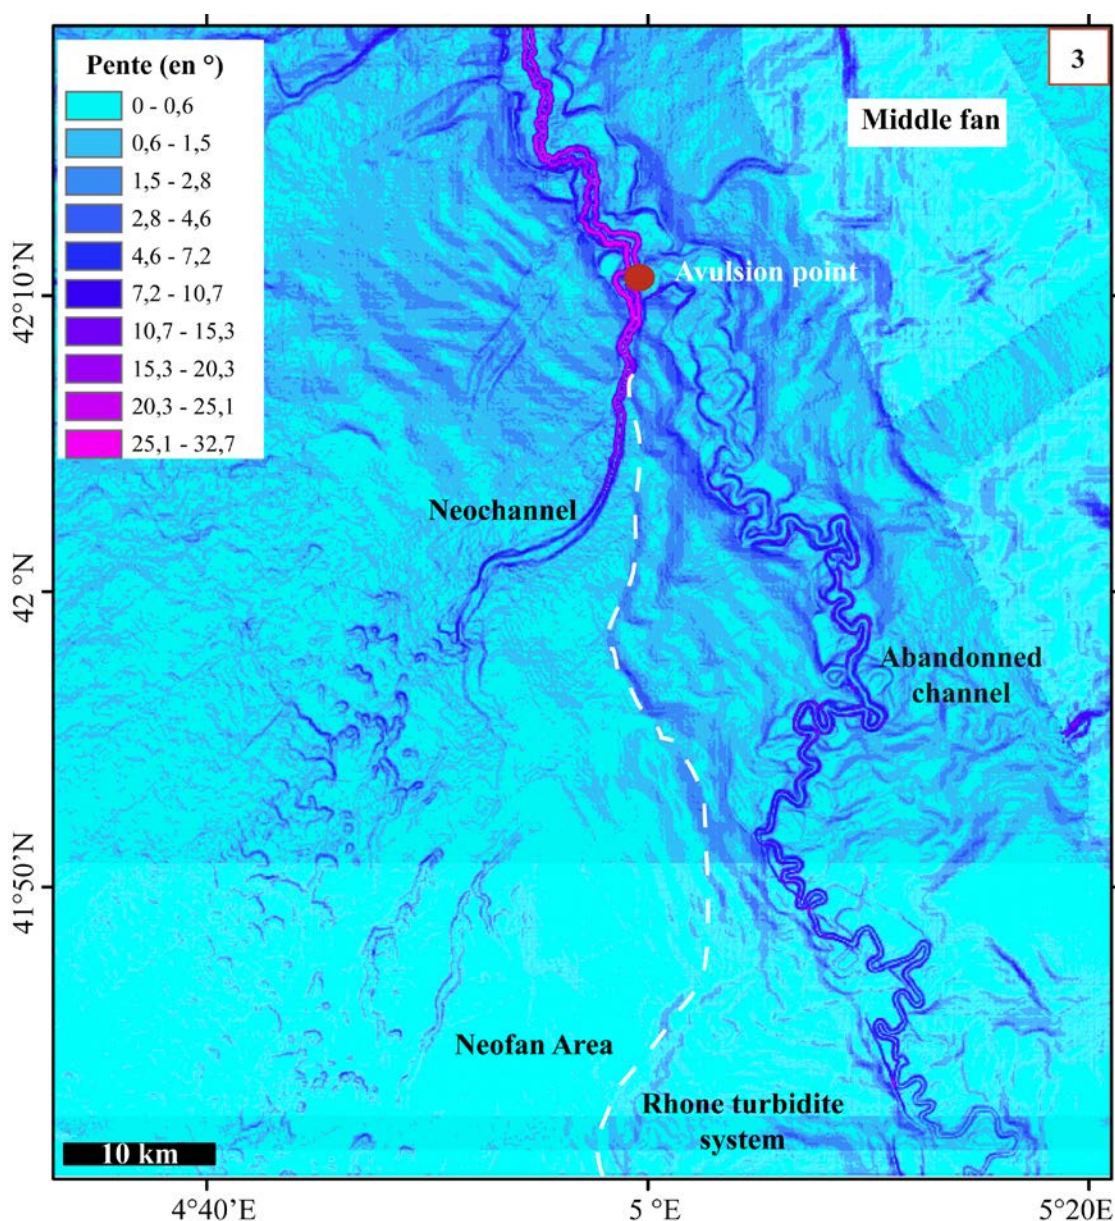 3
Pente (en °)
0 - 0,6
0,6 - 1,5
1,5 - 2,8
2,8 - 4,6
4,6 - 7,2
7,2 - 10,7
10,7 - 15,3
15,3 - 20,3
20,3 - 25,1
25,1 - 32,7
Middle fan
Avulsion point
42°10'N
Neochannel
42 °N
Abandonned
channel
41°50'N
Neofan Area
Rhone turbidite
system
10 km
4°40'E
5 °E
5°20E